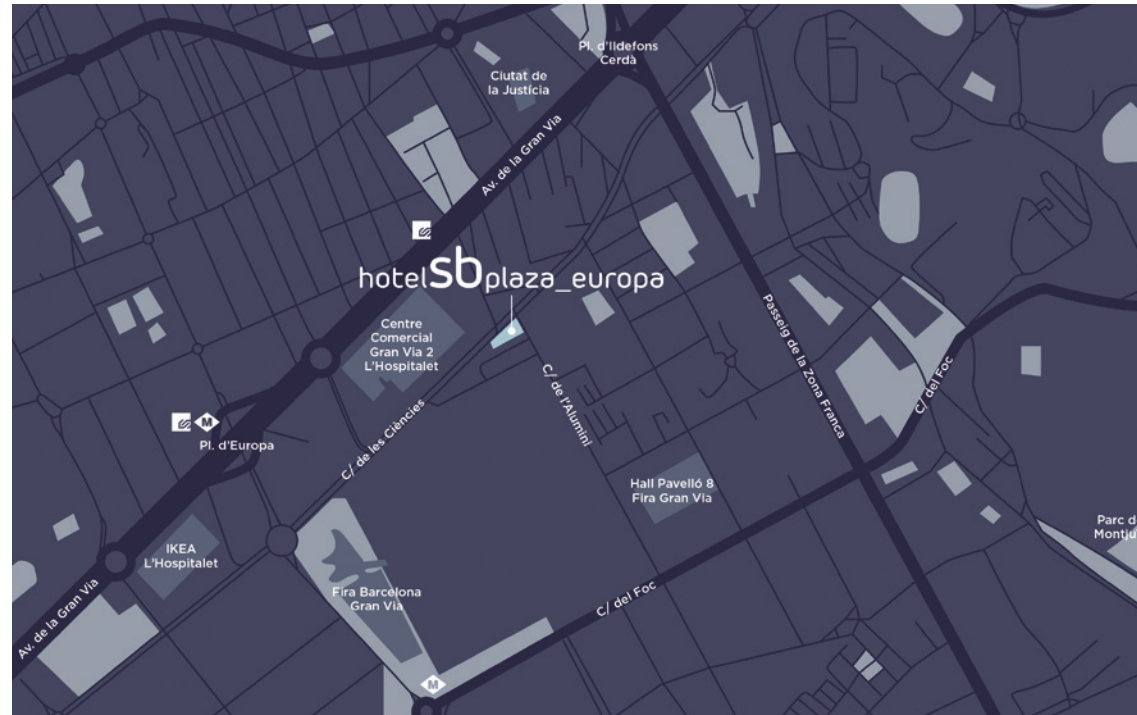 Pl. d'Ildefons
Cerdà
Ciutat de
la Justícia
Av. de la Gran Via
hotelsbplaza_europa
Centre
Comercial
Gran Via 2
L'Hospitalet
C/ de l'Alumini
Passeig de la Zona Franca
C/ del Foc
M
Pl. d'Europa
C/ de les Ciències
Hall Pavelló 8
Fira Gran Via
Parc d
Montju
IKEA
L'Hospitalet
Av. de la Gran Via
Fira Barcelona
Gran Via
C/ del Foc
M